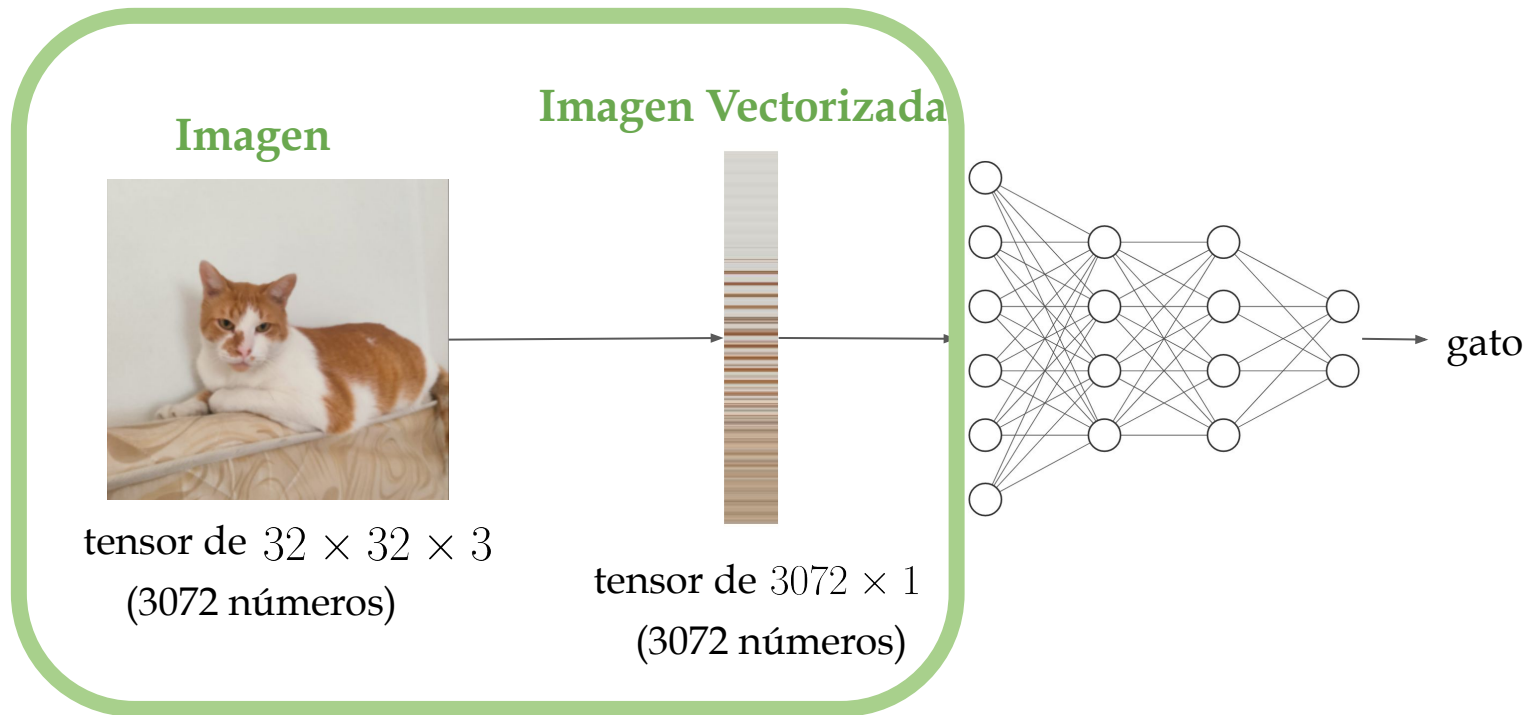 Imagen
tensor de 32 × 32 × 3
(3072 números)
Imagen Vectorizada
tensor de 3072 × 1
(3072 números)
gato